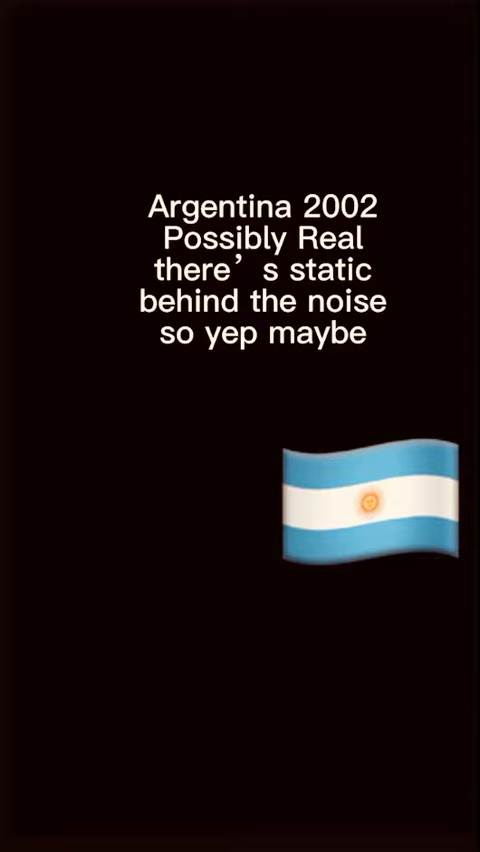 Argentina 2002
Possibly Real
there’s static
behind the noise
so yep maybe